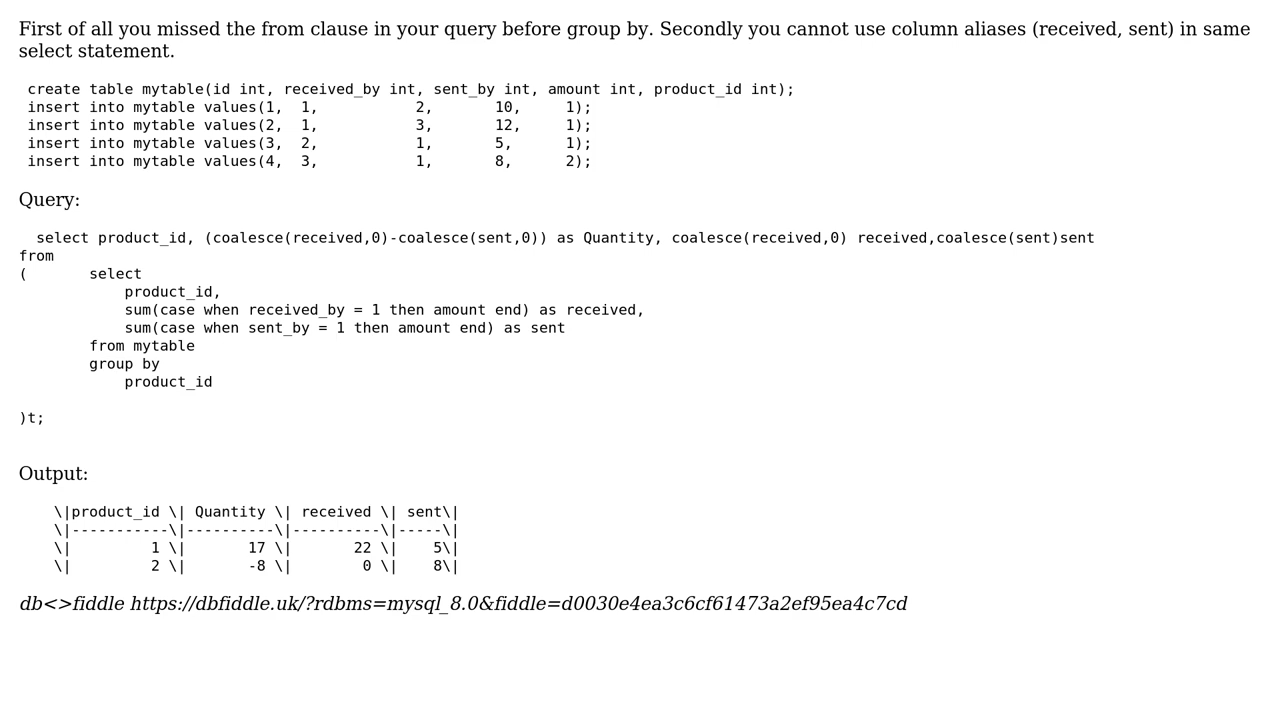 First of all you missed the from clause in your query before group by. Secondly you cannot use column aliases (received, sent) in same
select statement.
create table mytable(id int, received_by int, sent_by int, amount int, product_id int);
insert into mytable values(1,  1,           2,       10,     1);
insert into mytable values(2,  1,           3,       12,     1);
insert into mytable values(3,  2,           1,       5,      1);
insert into mytable values(4,  3,           1,       8,      2);
Query:
  select product_id, (coalesce(received,0)-coalesce(sent,0)) as Quantity, coalesce(received,0) received,coalesce(sent)sent
from
(       select
            product_id,
            sum(case when received_by = 1 then amount end) as received,
            sum(case when sent_by = 1 then amount end) as sent
        from mytable
        group by
            product_id
)t;
Output:
    \|product_id \| Quantity \| received \| sent\|
    \|-----------\|----------\|----------\|-----\|
    \|         1 \|       17 \|       22 \|    5\|
    \|         2 \|       -8 \|        0 \|    8\|
db<>fiddle https://dbfiddle.uk/?rdbms=mysql_8.0&fiddle=d0030e4ea3c6cf61473a2ef95ea4c7cd